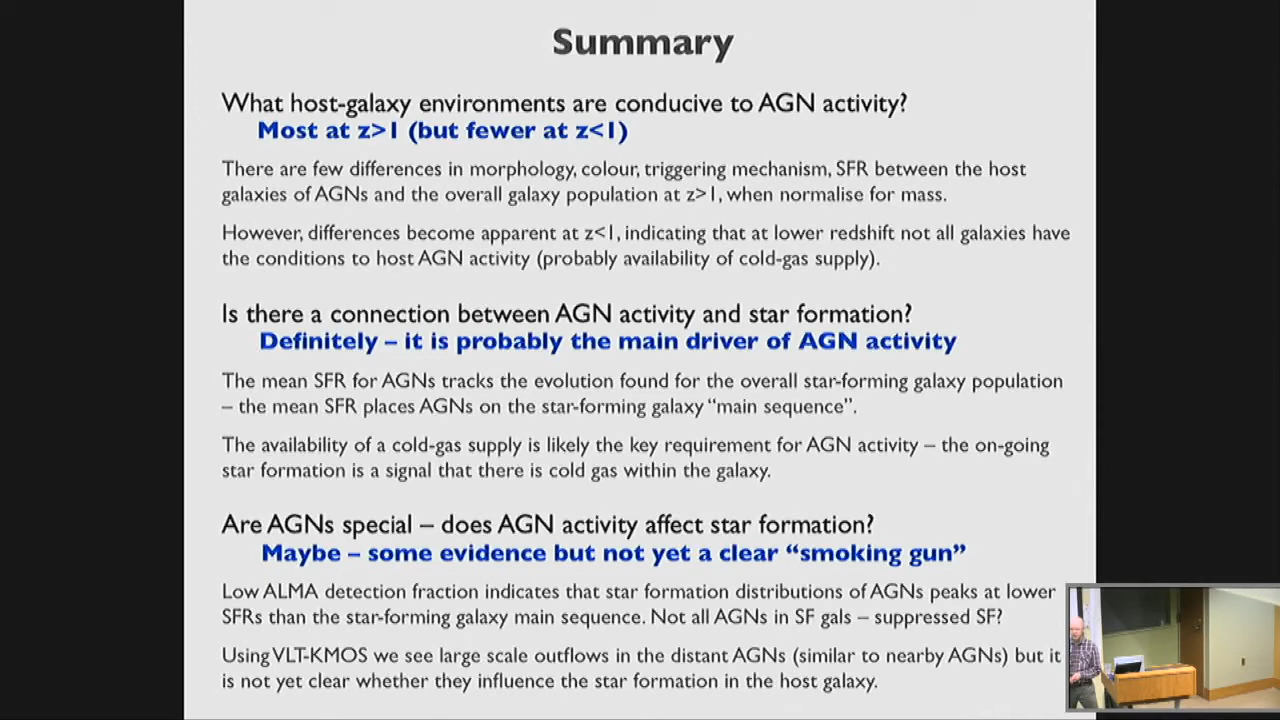 Summary
What host-galaxy environments are conducive to AGN activity?
Most at z>1 (but fewer at z<1)
There are few differences in morphology, colour, triggering mechanism, SFR between the host
galaxies of AGNs and the overall galaxy population at z>1, when normalise for mass.
However, differences become apparent at z<1, indicating that at lower redshift not all galaxies have
the conditions to host AGN activity (probably availability of cold-gas supply).
Is there a connection between AGN activity and star formation?
Definitely – it is probably the main driver of AGN activity
The mean SFR for AGNs tracks the evolution found for the overall star-forming galaxy population
– the mean SFR places AGNs on the star-forming galaxy “main sequence”.
The availability of a cold-gas supply is likely the key requirement for AGN activity – the on-going
star formation is a signal that there is cold gas within the galaxy.
Are AGNs special – does AGN activity affect star formation?
Maybe – some evidence but not yet a clear “smoking gun”
Low ALMA detection fraction indicates that star formation distributions of AGNs peaks at lower
SFRs than the star-forming galaxy main sequence. Not all AGNs in SF gals – suppressed SF?
Using VLT-KMOS we see large scale outflows in the distant AGNs (similar to nearby AGNs) but it
is not yet clear whether they influence the star formation in the host galaxy.